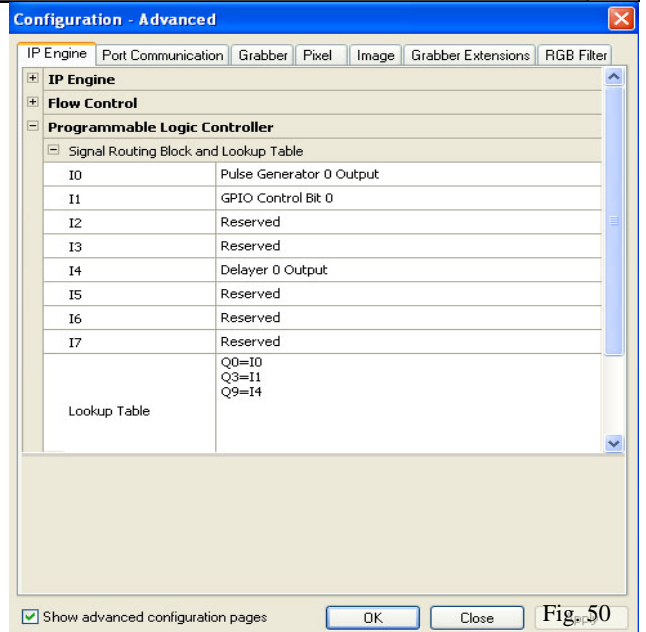 Configuration - Advanced
IP Engine Port Communication Grabber Pixel Image Grabber Extensions RGB Filter
IP Engine
Flow Control
Programmable Logic Controller
Signal Routing Block and Lookup Table
I0 Pulse Generator 0 Output
I1 GPIO Control Bit 0
I2 Reserved
I3 Reserved
I4 Delayer 0 Output
I5 Reserved
I6 Reserved
I7 Reserved
Q0=I0
Q3=I1
Q9=I4
Lookup Table
Show advanced configuration pages OK Close Fig. 50